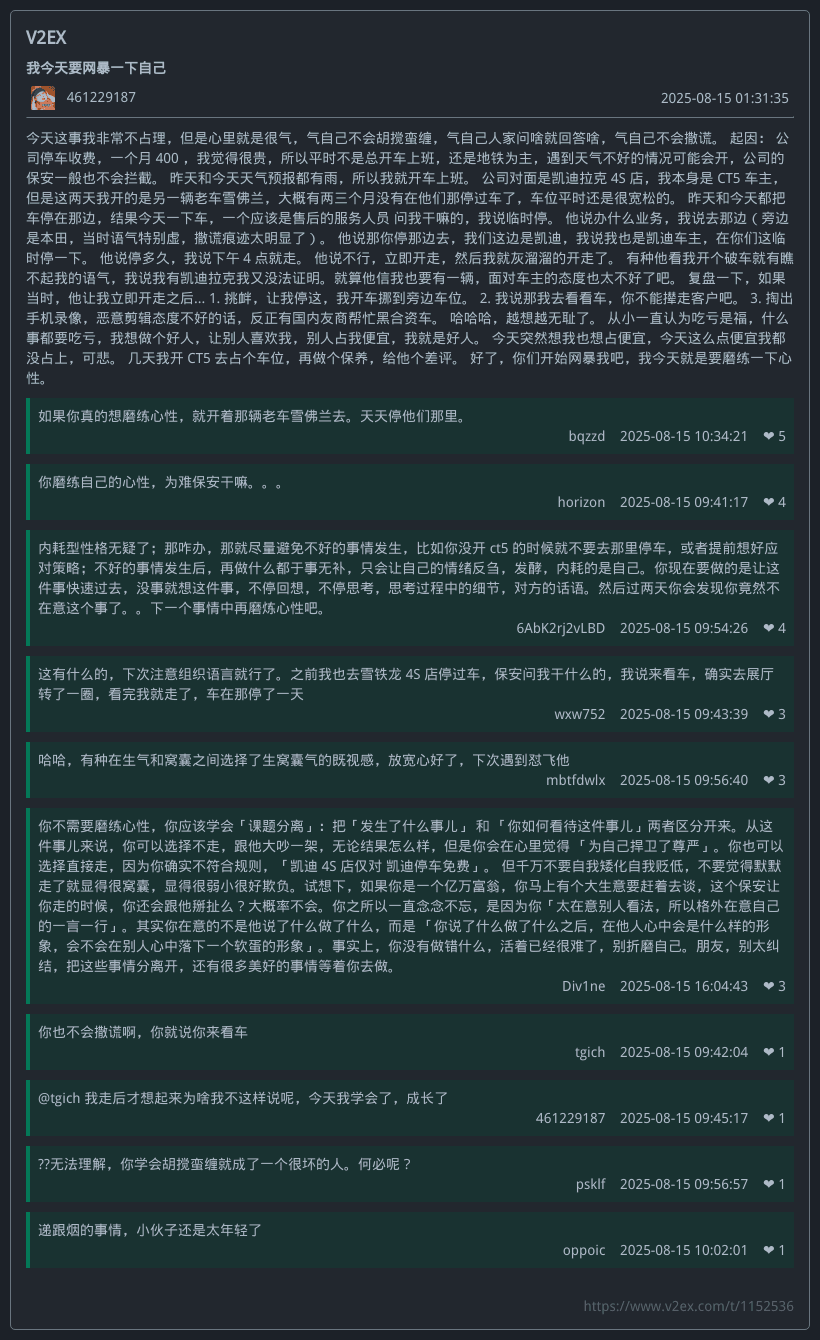 V2EX
我今天要网暴一下自己
461229187 2025-08-15 01:31:35
今天这事我非常不占理，但是心里就是很气，气自己不会胡搅蛮缠，气自己人家问啥就回答啥，气自己不会撒谎。 起因： 公
司停车收费，一个月 400 ，我觉得很贵，所以平时不是总开车上班，还是地铁为主，遇到天气不好的情况可能会开，公司的
保安一般也不会拦截。 昨天和今天天气预报都有雨，所以我就开车上班。 公司对面是凯迪拉克 4S 店，我本身是 CT5 车主，
但是这两天我开的是另一辆老车雪佛兰，大概有两三个月没有在他们那停过车了，车位平时还是很宽松的。 昨天和今天都把
车停在那边，结果今天一下车，一个应该是售后的服务人员 问我干嘛的，我说临时停。 他说办什么业务，我说去那边（旁边
是本田，当时语气特别虚，撒谎痕迹太明显了）。 他说那你停那边去，我们这边是凯迪，我说我也是凯迪车主，在你们这临
时停一下。 他说停多久，我说下午 4 点就走。 他说不行，立即开走，然后我就灰溜溜的开走了。 有种他看我开个破车就有瞧
不起我的语气，我说我有凯迪拉克我又没法证明。就算他信我也要有一辆，面对车主的态度也太不好了吧。 复盘一下，如果
当时，他让我立即开走之后... 1. 挑衅，让我停这，我开车挪到旁边车位。 2. 我说那我去看看车，你不能撵走客户吧。 3. 掏出
手机录像，恶意剪辑态度不好的话，反正有国内友商帮忙黑合资车。 哈哈哈，越想越无耻了。 从小一直认为吃亏是福，什么
事都要吃亏，我想做个好人，让别人喜欢我，别人占我便宜，我就是好人。 今天突然想我也想占便宜，今天这么点便宜我都
没占上，可悲。 几天我开 CT5 去占个车位，再做个保养，给他个差评。 好了，你们开始网暴我吧，我今天就是要磨练一下心
性。
如果你真的想磨练心性，就开着那辆老车雪佛兰去。天天停他们那里。
bqzzd 2025-08-15 10:34:21 ❤ 5
你磨练自己的心性，为难保安干嘛。。。
horizon 2025-08-15 09:41:17 ❤ 4
内耗型性格无疑了；那咋办，那就尽量避免不好的事情发生，比如你没开 ct5 的时候就不要去那里停车，或者提前想好应
对策略；不好的事情发生后，再做什么都于事无补，只会让自己的情绪反刍，发酵，内耗的是自己。你现在要做的是让这
件事快速过去，没事就想这件事，不停回想，不停思考，思考过程中的细节，对方的话语。然后过两天你会发现你竟然不
在意这个事了。。下一个事情中再磨炼心性吧。
6AbK2rj2vLBD 2025-08-15 09:54:26 ❤ 4
这有什么的，下次注意组织语言就行了。之前我也去雪铁龙 4S 店停过车，保安问我干什么的，我说来看车，确实去展厅
转了一圈，看完我就走了，车在那停了一天
wxw752 2025-08-15 09:43:39 ❤ 3
哈哈，有种在生气和窝囊之间选择了生窝囊气的既视感，放宽心好了，下次遇到怼飞他
mbtfdwlx 2025-08-15 09:56:40 ❤ 3
你不需要磨练心性，你应该学会「课题分离」：把「发生了什么事儿」 和 「你如何看待这件事儿」两者区分开来。从这
件事儿来说，你可以选择不走，跟他大吵一架，无论结果怎么样，但是你会在心里觉得 「为自己捍卫了尊严」。你也可以
选择直接走，因为你确实不符合规则，「凯迪 4S 店仅对 凯迪停车免费」。 但千万不要自我矮化自我贬低，不要觉得默默
走了就显得很窝囊，显得很弱小很好欺负。试想下，如果你是一个亿万富翁，你马上有个大生意要赶着去谈，这个保安让
你走的时候，你还会跟他掰扯么？大概率不会。你之所以一直念念不忘，是因为你「太在意别人看法，所以格外在意自己
的一言一行」。其实你在意的不是他说了什么做了什么，而是 「你说了什么做了什么之后，在他人心中会是什么样的形
象，会不会在别人心中落下一个软蛋的形象」。事实上，你没有做错什么，活着已经很难了，别折磨自己。朋友，别太纠
结，把这些事情分离开，还有很多美好的事情等着你去做。
Div1ne 2025-08-15 16:04:43 ❤ 3
你也不会撒谎啊，你就说你来看车
tgich 2025-08-15 09:42:04 ❤ 1
@tgich 我走后才想起来为啥我不这样说呢，今天我学会了，成长了
461229187 2025-08-15 09:45:17 ❤ 1
??无法理解，你学会胡搅蛮缠就成了一个很坏的人。何必呢？
psklf 2025-08-15 09:56:57 ❤ 1
递跟烟的事情，小伙子还是太年轻了
oppoic 2025-08-15 10:02:01 ❤ 1
https://www.v2ex.com/t/1152536